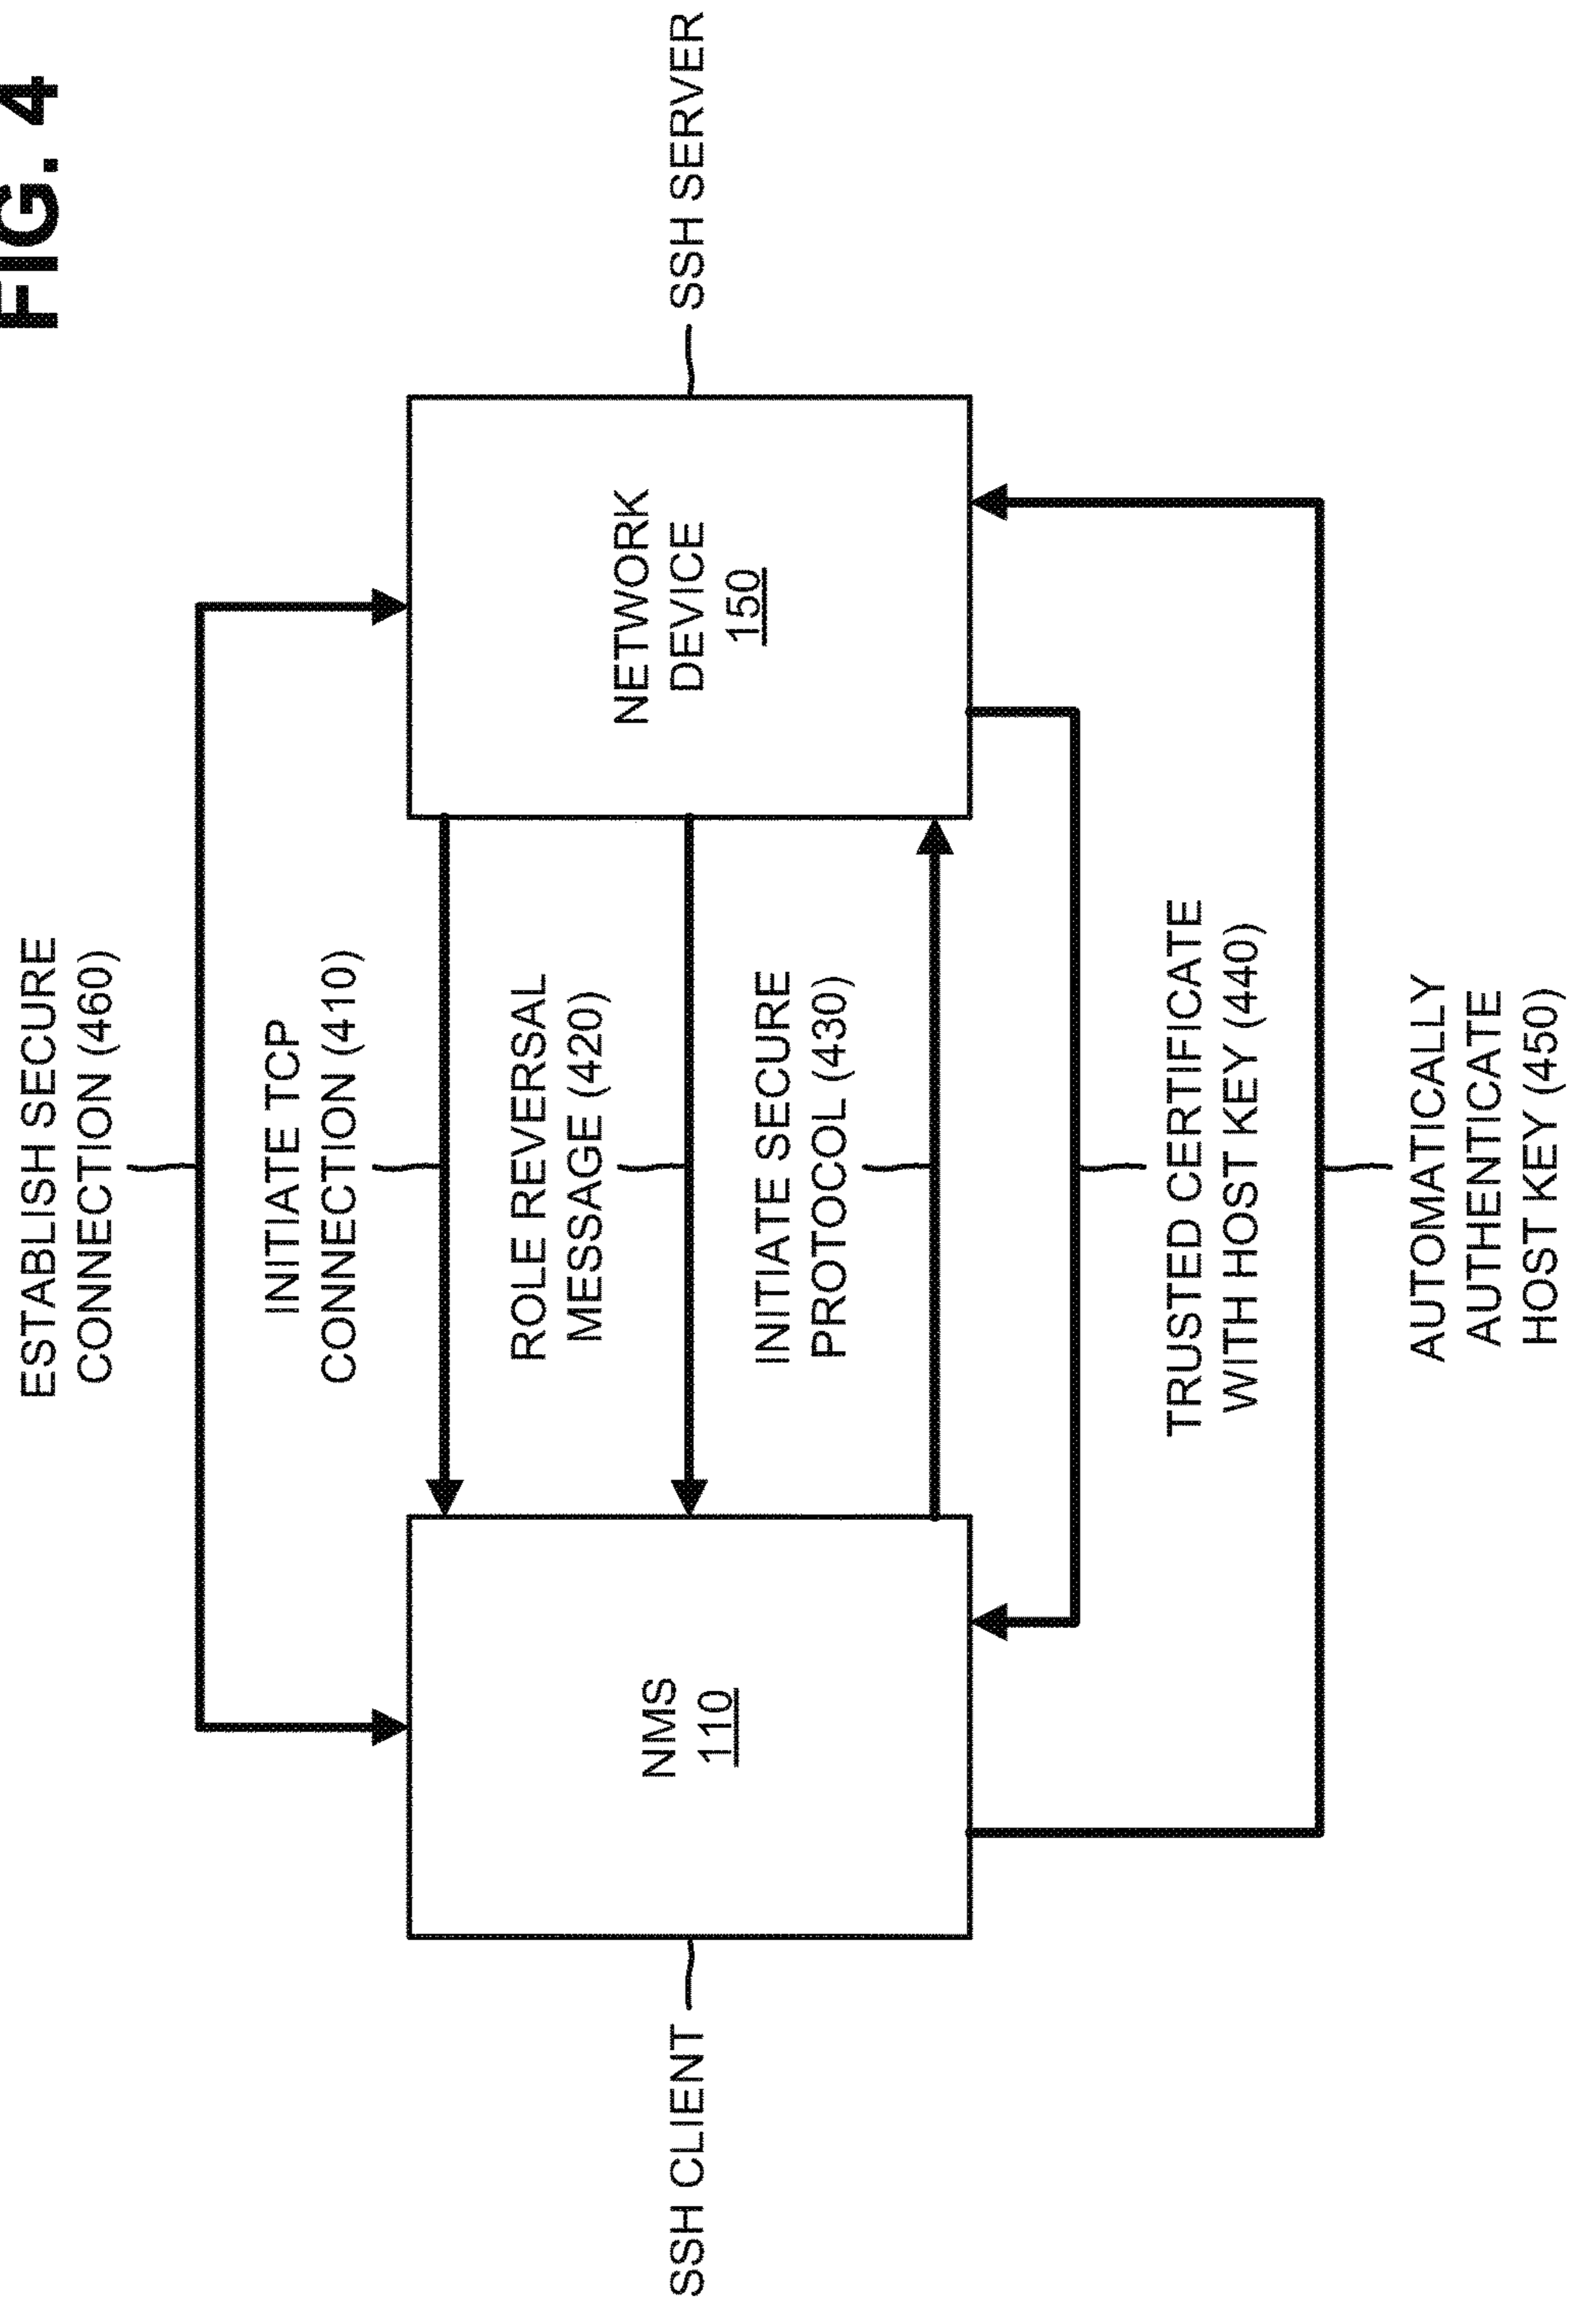 FIG. 4
ESTABLISH SECURE
CONNECTION (460)
INITIATE TCP
CONNECTION (410)
ROLE REVERSAL
MESSAGE (420)
INITIATE SECURE
PROTOCOL (430)
SSH CLIENT
NMS
110
NETWORK
DEVICE
150
SSH SERVER
TRUSTED CERTIFICATE
WITH HOST KEY (440)
AUTOMATICALLY
AUTHENTICATE
HOST KEY (450)